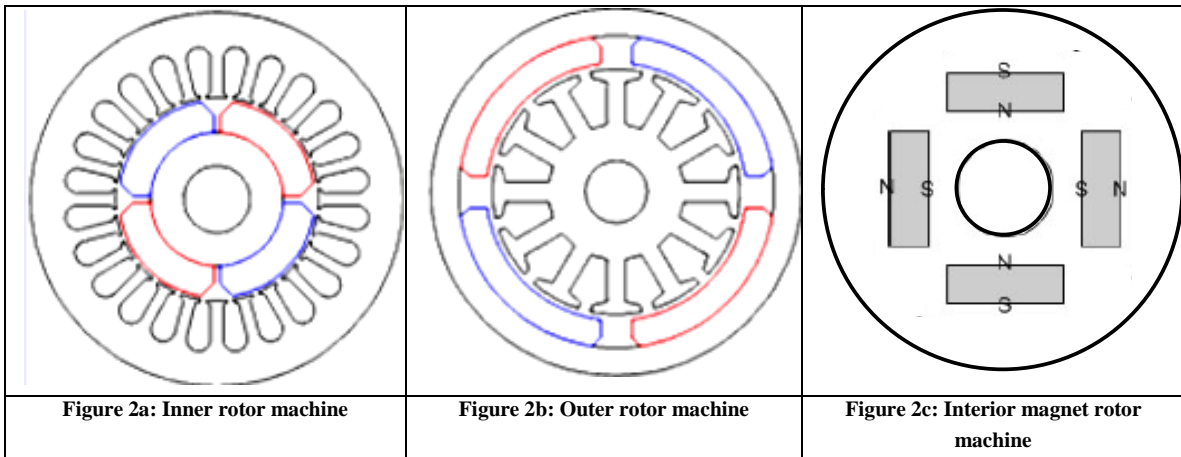 S
N
N
S
S
N
N
S
Figure 2a: Inner rotor machine
Figure 2b: Outer rotor machine
Figure 2c: Interior magnet rotor
machine